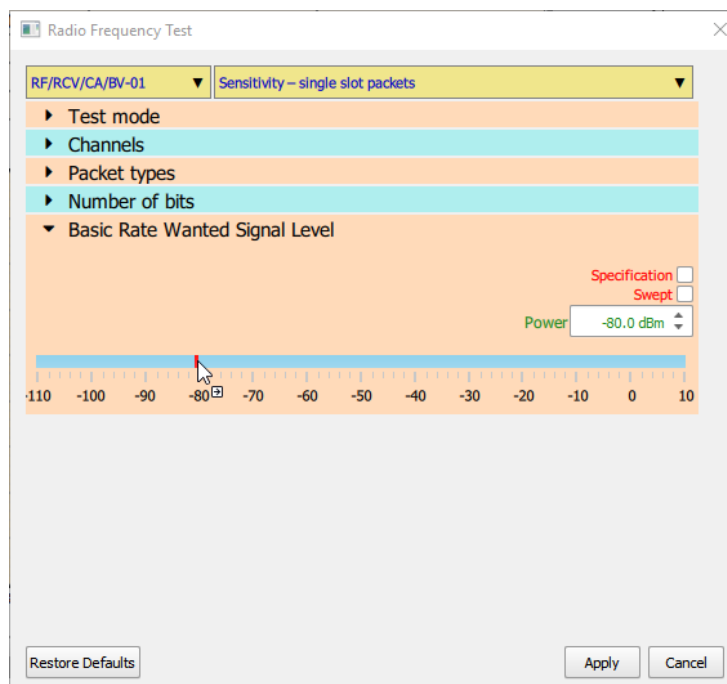 Radio Frequency Test
RF/RCV/CA/BV-01 Sensitivity – single slot packets
Test mode
Channels
Packet types
Number of bits
Basic Rate Wanted Signal Level
Specification
Swept
Power -80.0 dBm
-110 -100 -90 -80 -70 -60 -50 -40 -30 -20 -10 0 10
Restore Defaults Apply Cancel